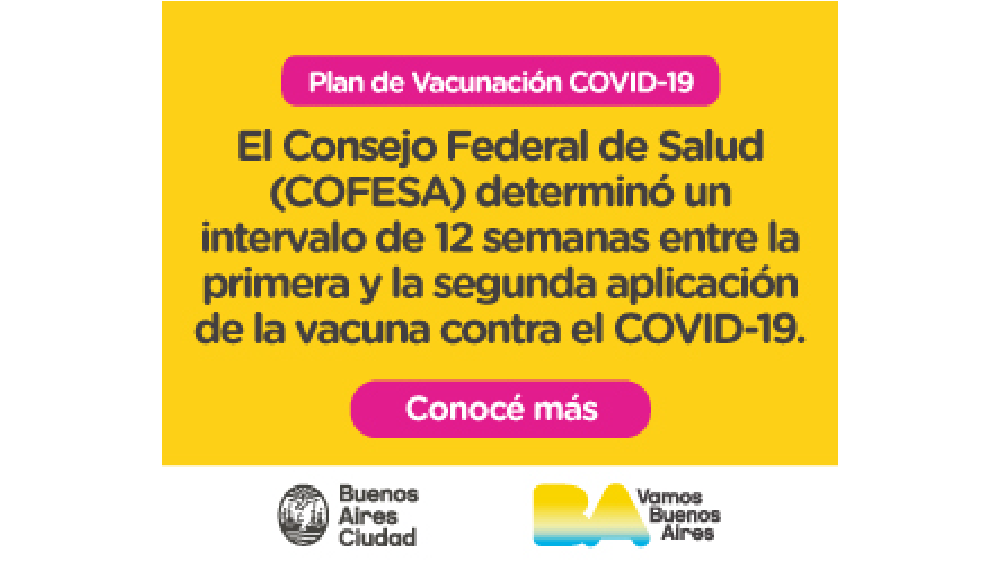 Plan de Vacunación COVID-19
El Consejo Federal de Salud
(COFESA) determinó un
intervalo de 12 semanas entre la
primera y la segunda aplicación
de la vacuna contra el COVID-19.
Conocé más
Buenos
Aires
Ciudad
BA
Vamos
Buenos
Aires